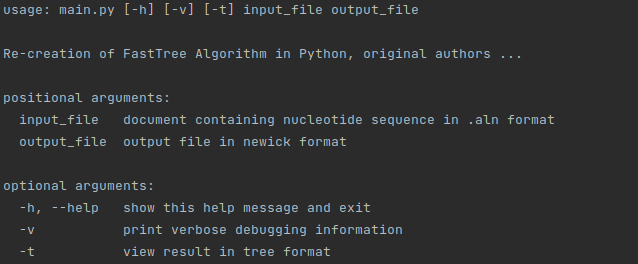 usage: main.py [-h] [-v] [-t] input_file output_file
Re-creation of FastTree Algorithm in Python, original authors ...
positional arguments:
input_file document containing nucleotide sequence in .aln format
output_file output file in newick format
optional arguments:
-h, --help show this help message and exit
-v print verbose debugging information
-t view result in tree format